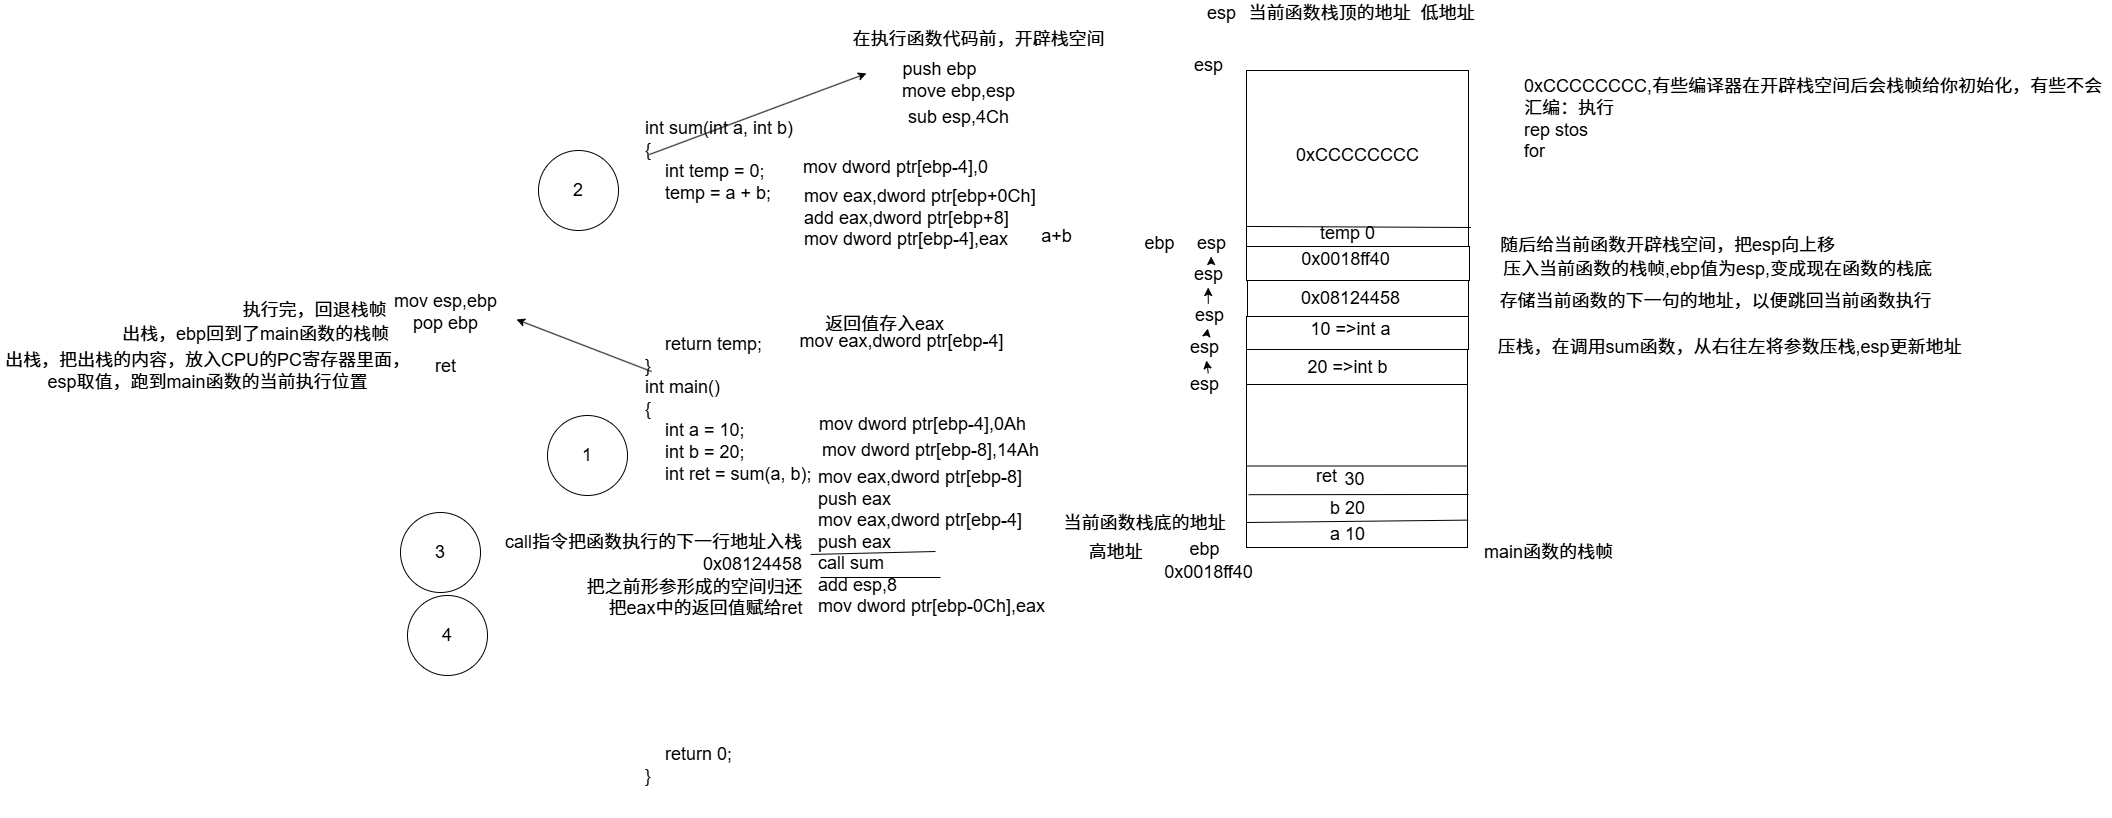 esp 当前函数栈顶的地址 低地址
在执行函数代码前，开辟栈空间
push ebp
move ebp,esp
sub esp,4Ch
int sum(int a, int b)
{
int temp = 0;
temp = a + b;
mov dword ptr[ebp-4],0
mov eax,dword ptr[ebp+0Ch]
add eax,dword ptr[ebp+8]
mov dword ptr[ebp-4],eax
a+b
2
执行完，回退栈帧
mov esp,ebp
出栈，ebp回到了main函数的栈帧
pop ebp
出栈，把出栈的内容，放入CPU的PC寄存器里面，
esp取值，跑到main函数的当前执行位置
ret
返回值存入eax
return temp;
mov eax,dword ptr[ebp-4]
}
int main()
{
int a = 10;
int b = 20;
int ret = sum(a, b);
mov dword ptr[ebp-4],0Ah
mov dword ptr[ebp-8],14Ah
mov eax,dword ptr[ebp-8]
push eax
mov eax,dword ptr[ebp-4]
push eax
call sum
add esp,8
mov dword ptr[ebp-0Ch],eax
1
3
4
call指令把函数执行的下一行地址入栈
0x08124458
把之前形参形成的空间归还
把eax中的返回值赋给ret
return 0;
}
esp
0xCCCCCCCC
temp 0
ebp
esp
0x0018ff40
esp
0x08124458
esp
10 =>int a
esp
20 =>int b
esp
ret 30
b 20
a 10
当前函数栈底的地址
高地址
ebp
0x0018ff40
0xCCCCCCCC,有些编译器在开辟栈空间后会栈帧给你初始化，有些不会
汇编：执行
rep stos
for
随后给当前函数开辟栈空间，把esp向上移
压入当前函数的栈帧,ebp值为esp,变成现在函数的栈底
存储当前函数的下一句的地址，以便跳回当前函数执行
压栈，在调用sum函数，从右往左将参数压栈,esp更新地址
main函数的栈帧